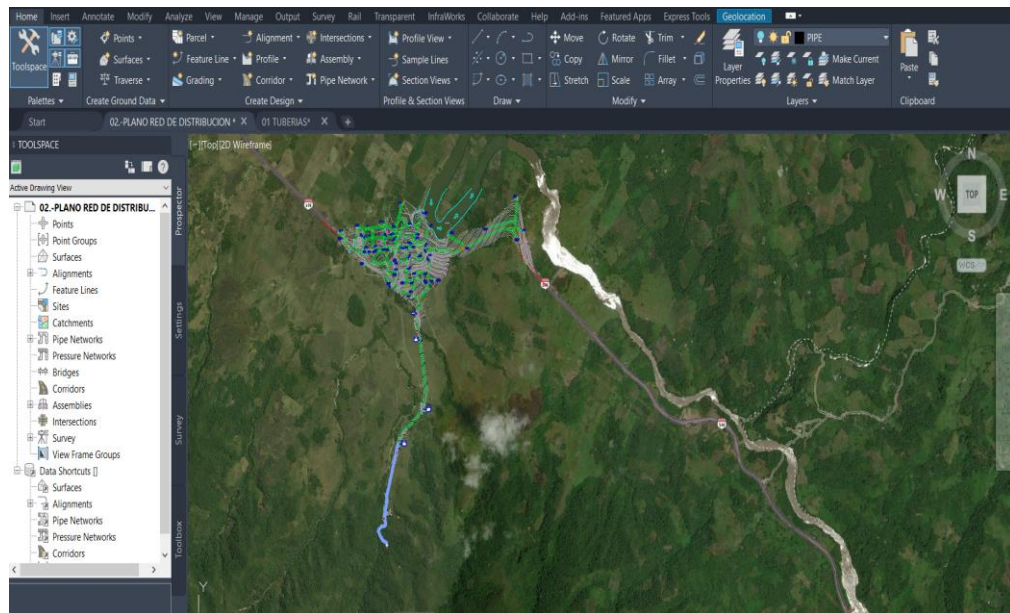 Home Insert Annotate Modify Analyze View Manage Output Survey Rail Transparent InfraWorks Collaborate Help Add-ins Featured Apps Express Tools Geolocation
Toolspace
Points
Surfaces
Traverse
Parcel
Feature Line
Grading
Alignment
Profile
Corridor
Intersections
Assembly
Pipe Network
Profile View
Sample Lines
Section Views
Move Rotate Trim
Copy Mirror Fillet
Stretch Scale Array
Layer
Properties
PIPE
Make Current
Match Layer
Paste
Palettes Create Ground Data Create Design Profile & Section Views Draw Modify Layers Clipboard
Start 02.-PLANO RED DE DISTRIBUCION* X 01 TUBERIAS* X +
TOOLSPACE
Active Drawing View
02.-PLANO RED DE DISTRIBU...
Points
Point Groups
Surfaces
Alignments
Feature Lines
Sites
Catchments
Pipe Networks
Pressure Networks
Bridges
Corridors
Assemblies
Intersections
Survey
View Frame Groups
Data Shortcuts []
Surfaces
Alignments
Pipe Networks
Pressure Networks
Corridors
Prospector
Settings
Survey
Toolbox
[-][Top][2D Wireframe]
N
W TOP E
S
WCS
Y